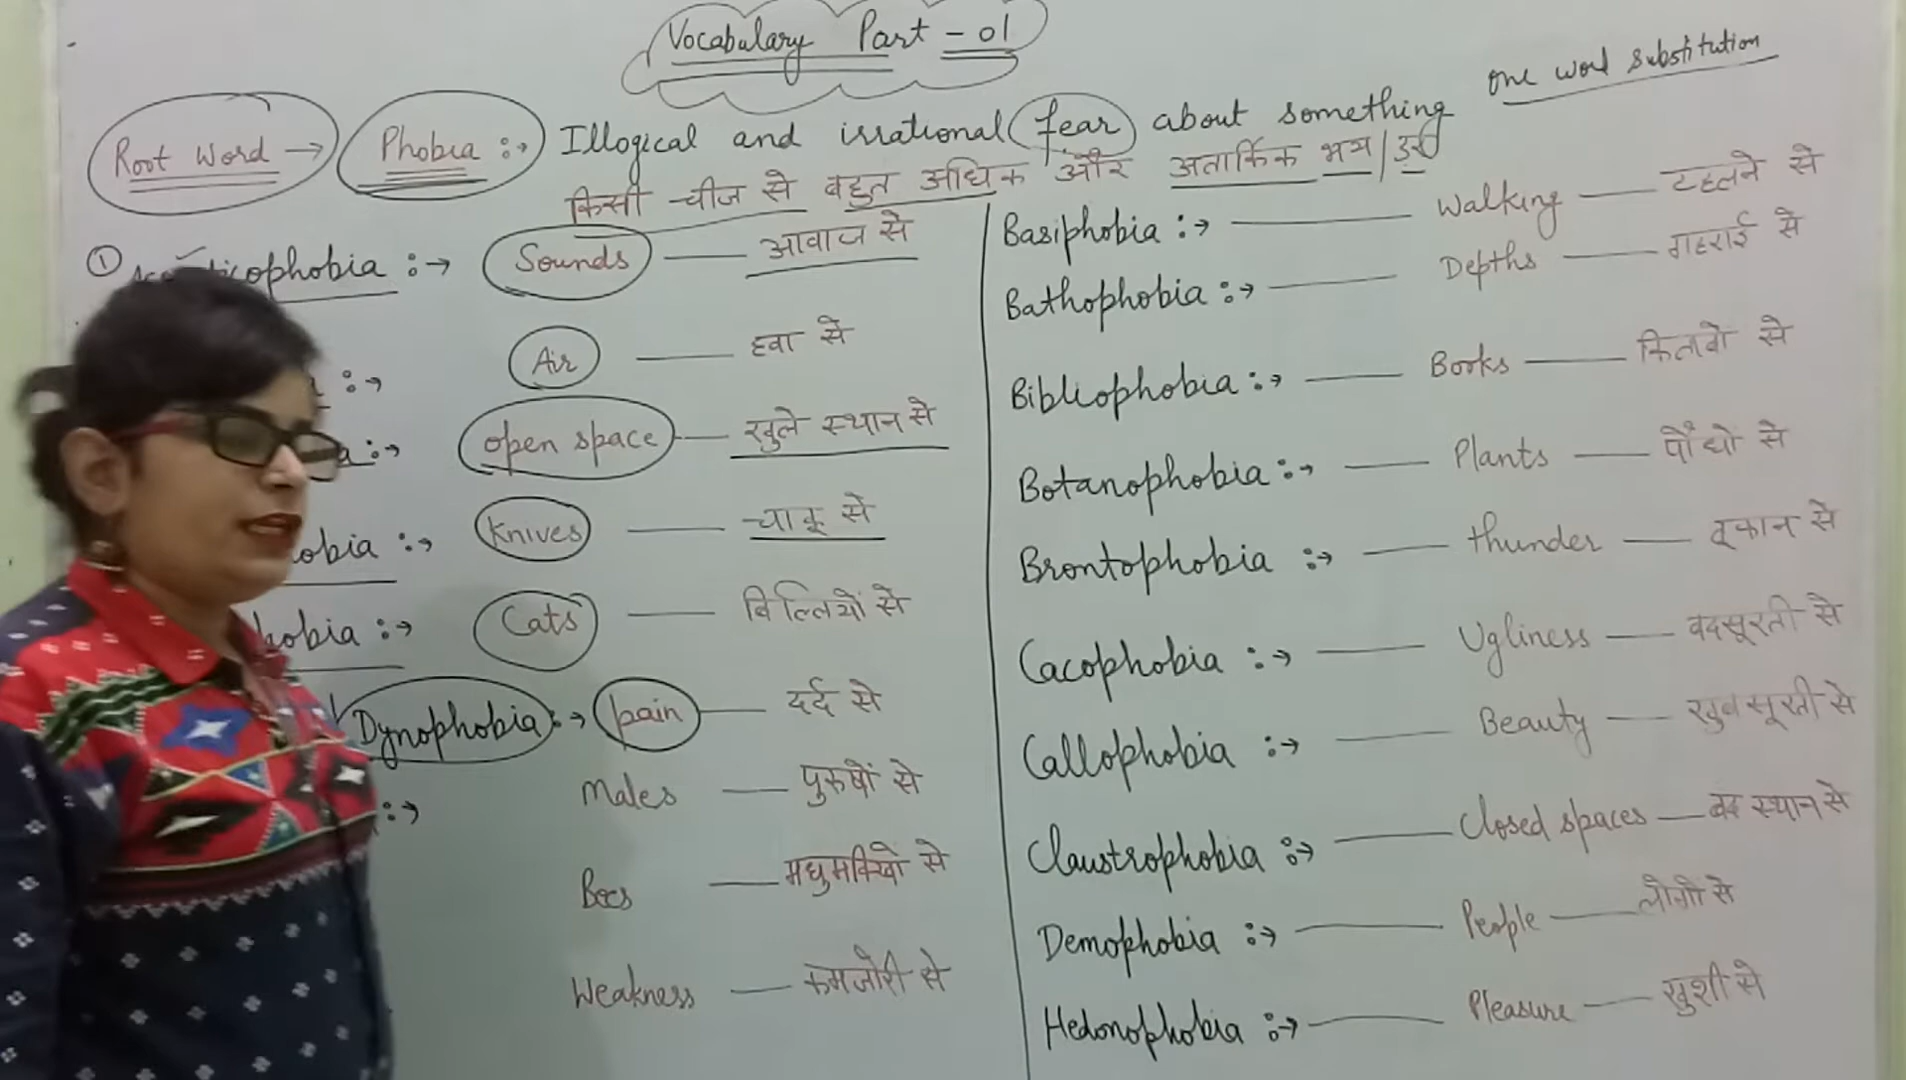 Vocabulary Part - 01
one word substitution
Root Word → Phobia :→ Illogical and irrational fear about something
किसी चीज से बहुत अधिक और अतार्किक भय / डर
① cophobia :→ Sounds — आवाज से
:→ Air — हवा से
a :→ open space — खुले स्थान से
obia :→ Knives — चाकू से
hobia :→ Cats — बिल्लियों से
Dynophobia :→ pain — दर्द से
:→ Males — पुरुषों से
Bees — मधुमक्खियों से
Weakness — कमजोरी से
Basiphobia :→ — Walking — टहलने से
Bathophobia :→ — Depths — गहराई से
Bibliophobia :→ — Books — किताबो से
Botanophobia :→ — Plants — पौधो से
Brontophobia :→ — thunder — तूफान से
Cacophobia :→ — Ugliness — बदसूरती से
Callophobia :→ — Beauty — खुबसूरती से
Claustrophobia :→ — Closed spaces — बंद स्थान से
Demophobia :→ — People — लोगो से
Hedonophobia :→ — Pleasure — खुशी से